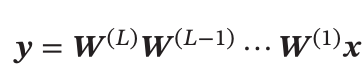 y = W^(L) W^(L−1) ⋯ W^(1) x